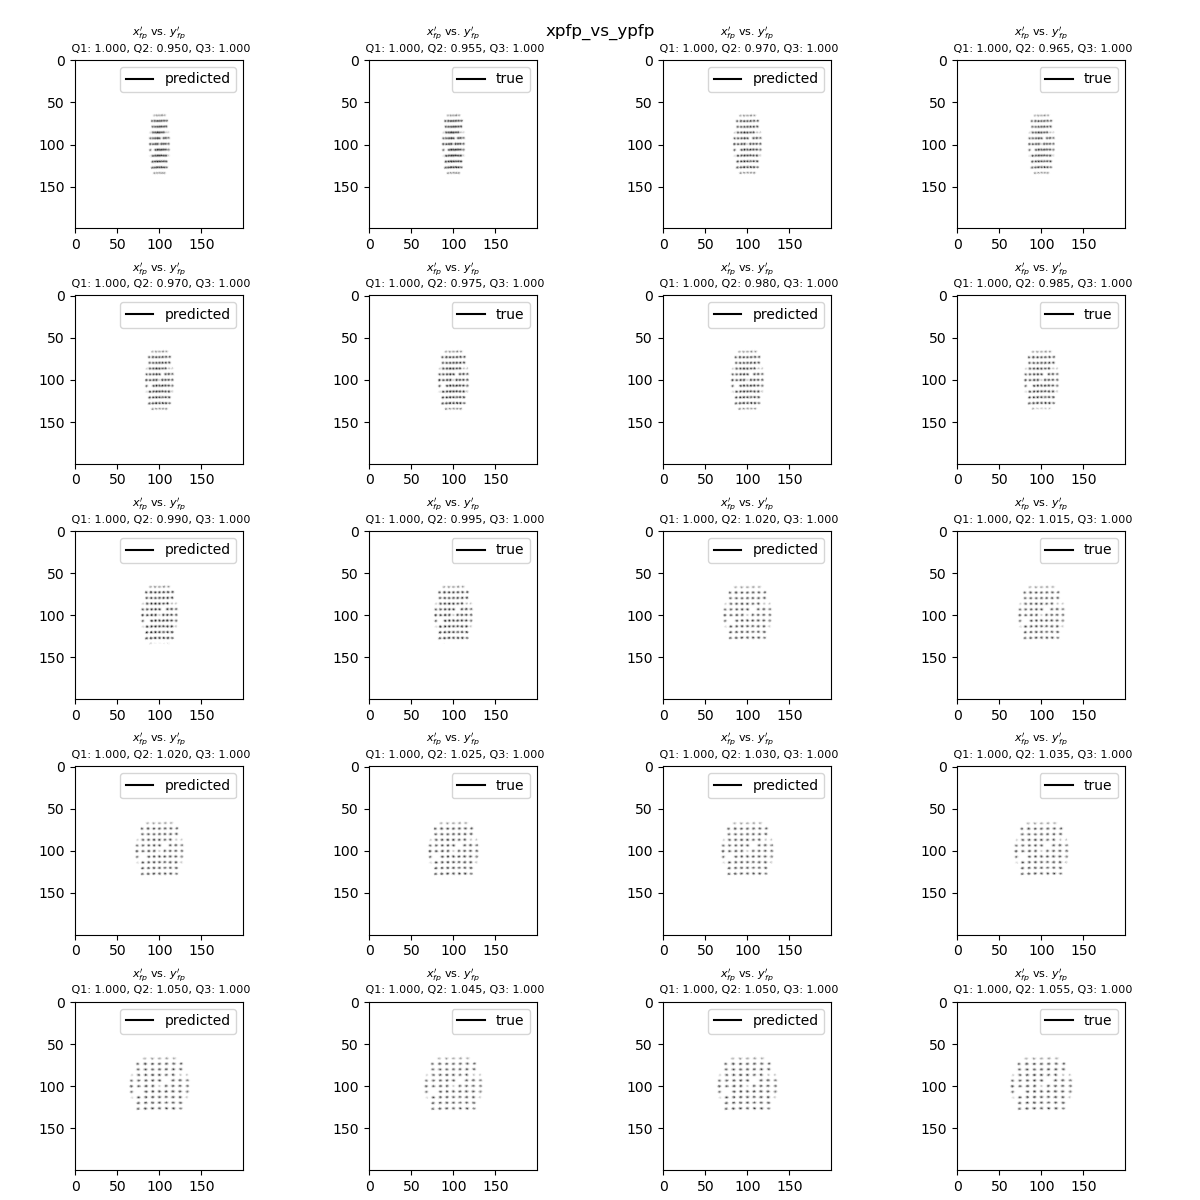 xpfp_vs_ypfp
x′fp vs. y′fp x′fp vs. y′fp x′fp vs. y′fp x′fp vs. y′fp
Q1: 1.000, Q2: 0.950, Q3: 1.000 Q1: 1.000, Q2: 0.955, Q3: 1.000 Q1: 1.000, Q2: 0.970, Q3: 1.000 Q1: 1.000, Q2: 0.965, Q3: 1.000
0 predicted 0 true 0 predicted 0 true
50 50 50 50
100 100 100 100
150 150 150 150
0 50 100 150 0 50 100 150 0 50 100 150 0 50 100 150
x′fp vs. y′fp x′fp vs. y′fp x′fp vs. y′fp x′fp vs. y′fp
Q1: 1.000, Q2: 0.970, Q3: 1.000 Q1: 1.000, Q2: 0.975, Q3: 1.000 Q1: 1.000, Q2: 0.980, Q3: 1.000 Q1: 1.000, Q2: 0.985, Q3: 1.000
0 predicted 0 true 0 predicted 0 true
50 50 50 50
100 100 100 100
150 150 150 150
0 50 100 150 0 50 100 150 0 50 100 150 0 50 100 150
x′fp vs. y′fp x′fp vs. y′fp x′fp vs. y′fp x′fp vs. y′fp
Q1: 1.000, Q2: 0.990, Q3: 1.000 Q1: 1.000, Q2: 0.995, Q3: 1.000 Q1: 1.000, Q2: 1.020, Q3: 1.000 Q1: 1.000, Q2: 1.015, Q3: 1.000
0 predicted 0 true 0 predicted 0 true
50 50 50 50
100 100 100 100
150 150 150 150
0 50 100 150 0 50 100 150 0 50 100 150 0 50 100 150
x′fp vs. y′fp x′fp vs. y′fp x′fp vs. y′fp x′fp vs. y′fp
Q1: 1.000, Q2: 1.020, Q3: 1.000 Q1: 1.000, Q2: 1.025, Q3: 1.000 Q1: 1.000, Q2: 1.030, Q3: 1.000 Q1: 1.000, Q2: 1.035, Q3: 1.000
0 predicted 0 true 0 predicted 0 true
50 50 50 50
100 100 100 100
150 150 150 150
0 50 100 150 0 50 100 150 0 50 100 150 0 50 100 150
x′fp vs. y′fp x′fp vs. y′fp x′fp vs. y′fp x′fp vs. y′fp
Q1: 1.000, Q2: 1.050, Q3: 1.000 Q1: 1.000, Q2: 1.045, Q3: 1.000 Q1: 1.000, Q2: 1.050, Q3: 1.000 Q1: 1.000, Q2: 1.055, Q3: 1.000
0 predicted 0 true 0 predicted 0 true
50 50 50 50
100 100 100 100
150 150 150 150
0 50 100 150 0 50 100 150 0 50 100 150 0 50 100 150